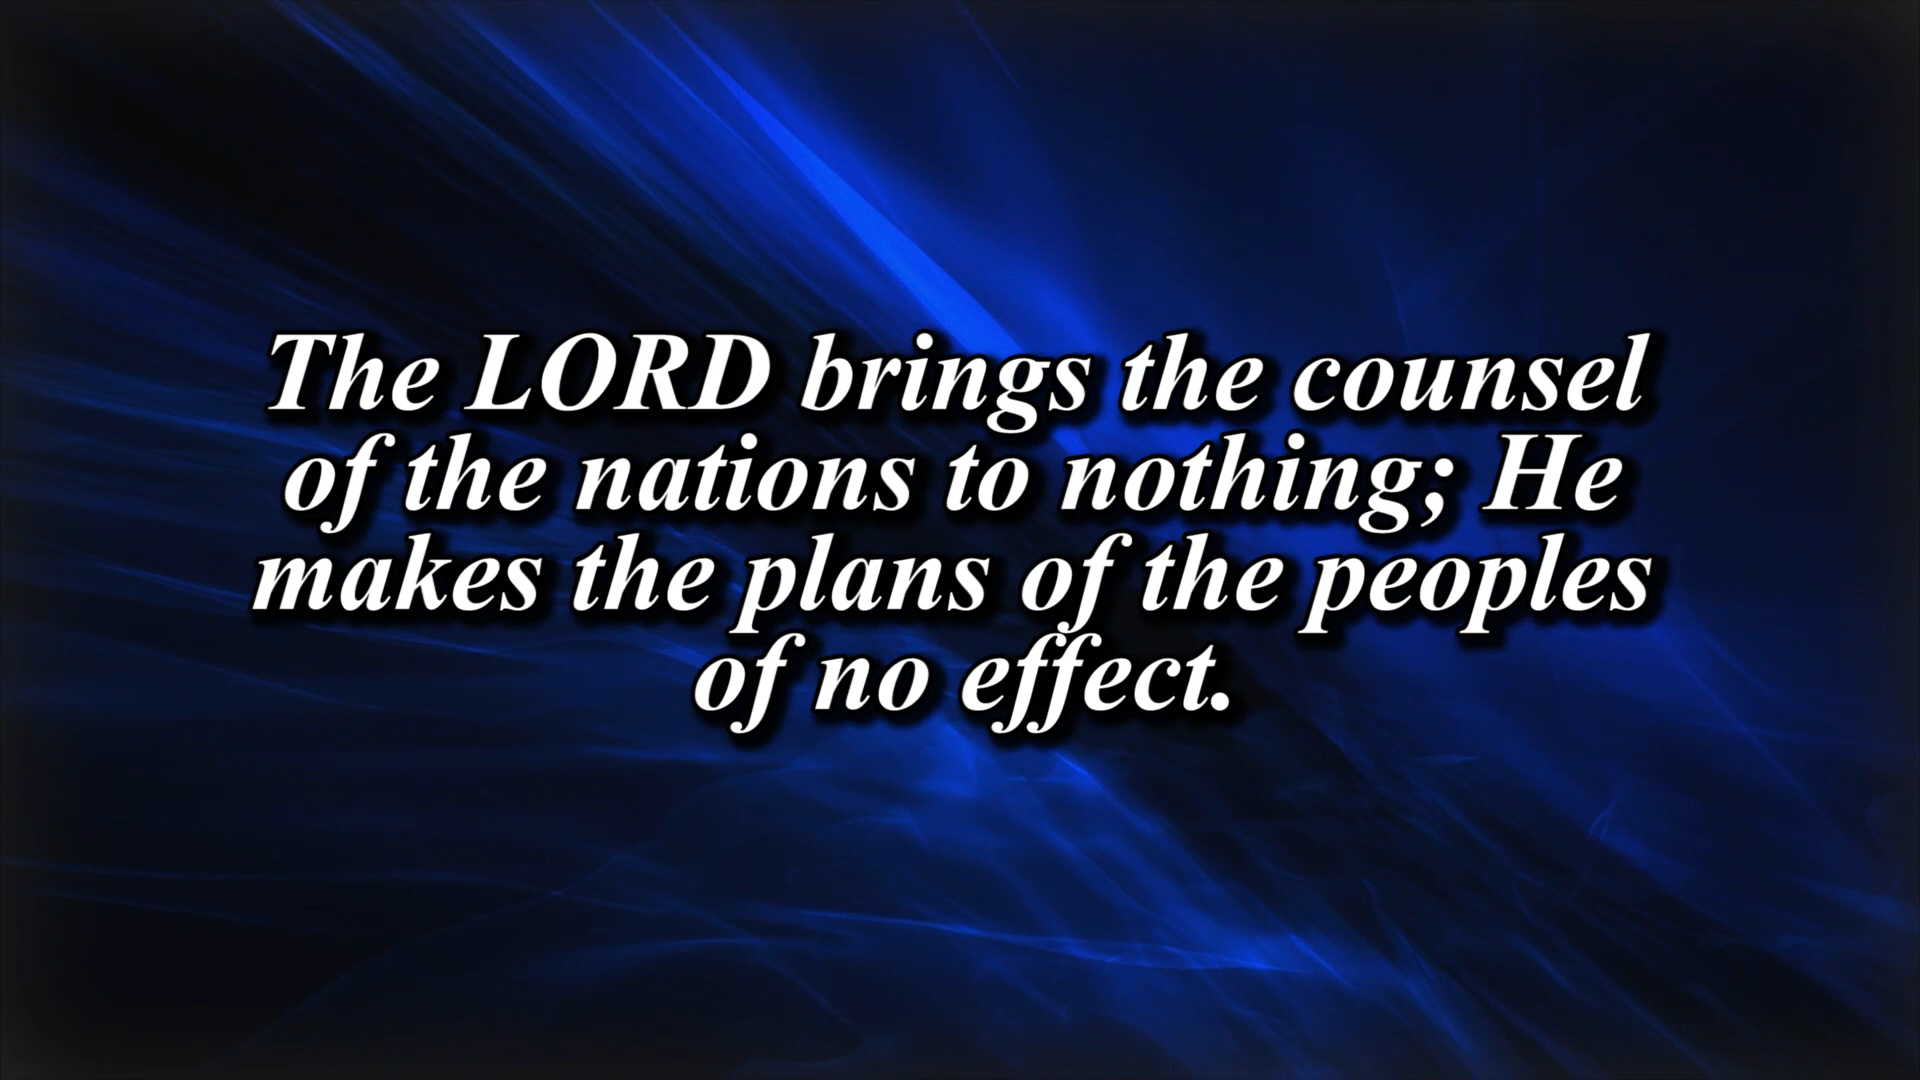 The LORD brings the counsel
of the nations to nothing; He
makes the plans of the peoples
of no effect.